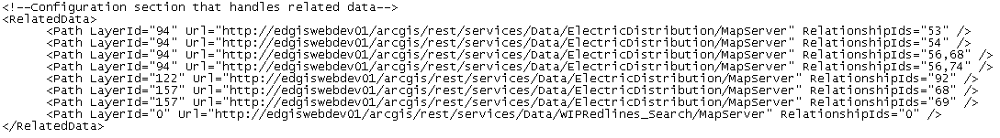 <!--Configuration section that handles related data-->
<RelatedData>
<Path LayerId="94" Url="http://edgiswebdev01/arcgis/rest/services/Data/ElectricDistribution/MapServer" RelationshipIds="53" />
<Path LayerId="94" Url="http://edgiswebdev01/arcgis/rest/services/Data/ElectricDistribution/MapServer" RelationshipIds="54" />
<Path LayerId="94" Url="http://edgiswebdev01/arcgis/rest/services/Data/ElectricDistribution/MapServer" RelationshipIds="56,68" />
<Path LayerId="94" Url="http://edgiswebdev01/arcgis/rest/services/Data/ElectricDistribution/MapServer" RelationshipIds="56,74" />
<Path LayerId="122" Url="http://edgiswebdev01/arcgis/rest/services/Data/ElectricDistribution/MapServer" RelationshipIds="92" />
<Path LayerId="157" Url="http://edgiswebdev01/arcgis/rest/services/Data/ElectricDistribution/MapServer" RelationshipIds="68" />
<Path LayerId="157" Url="http://edgiswebdev01/arcgis/rest/services/Data/ElectricDistribution/MapServer" RelationshipIds="69" />
<Path LayerId="0" Url="http://edgiswebdev01/arcgis/rest/services/Data/WIPRedlines_Search/MapServer" RelationshipIds="0" />
</RelatedData>